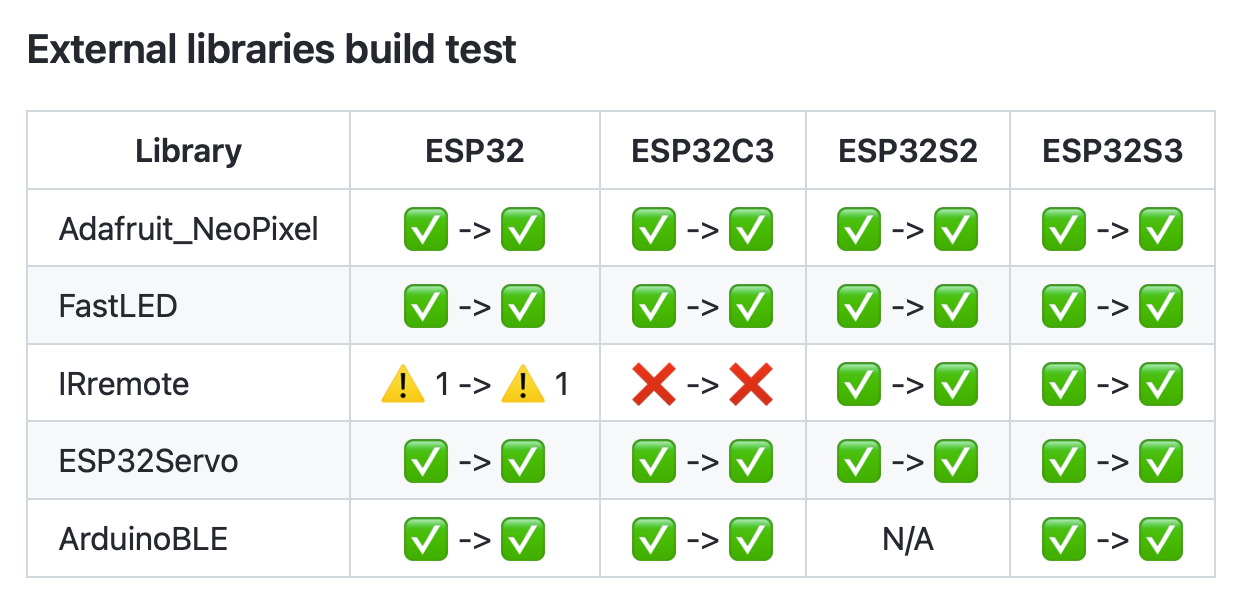 External libraries build test
Library ESP32 ESP32C3 ESP32S2 ESP32S3
Adafruit_NeoPixel ✅ -> ✅ ✅ -> ✅ ✅ -> ✅ ✅ -> ✅
FastLED ✅ -> ✅ ✅ -> ✅ ✅ -> ✅ ✅ -> ✅
IRremote ⚠️ 1 -> ⚠️ 1 ❌ -> ❌ ✅ -> ✅ ✅ -> ✅
ESP32Servo ✅ -> ✅ ✅ -> ✅ ✅ -> ✅ ✅ -> ✅
ArduinoBLE ✅ -> ✅ ✅ -> ✅ N/A ✅ -> ✅